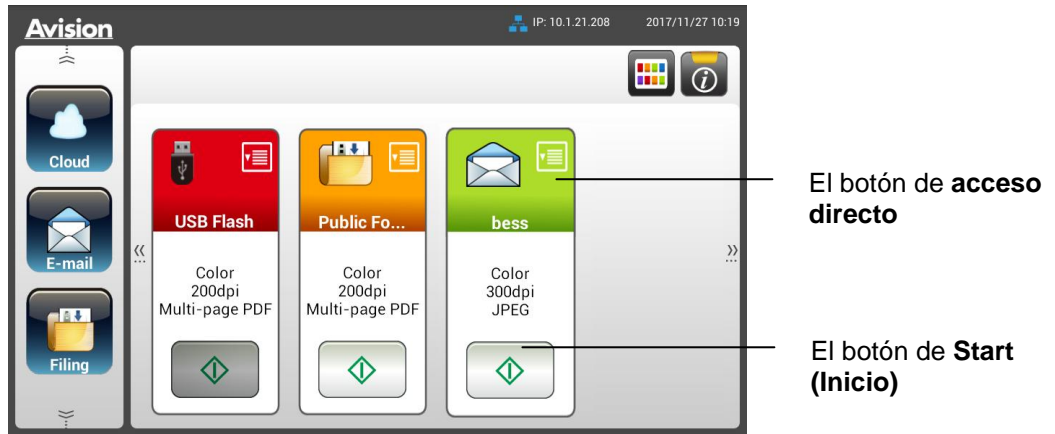 Avision
IP: 10.1.21.208
2017/11/27 10:19
Cloud
E-mail
Filing
USB Flash
Color
200dpi
Multi-page PDF
Public Fo...
Color
200dpi
Multi-page PDF
bess
Color
300dpi
JPEG
El botón de acceso
directo
El botón de Start
(Inicio)